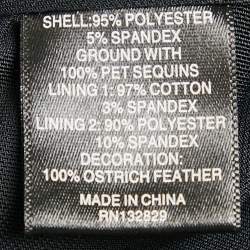 SHELL:95% POLYESTER
5% SPANDEX
GROUND WITH
100% PET SEQUINS
LINING 1: 97% COTTON
3% SPANDEX
LINING 2: 90% POLYESTER
10% SPANDEX
DECORATION:
100% OSTRICH FEATHER
MADE IN CHINA
RN132829